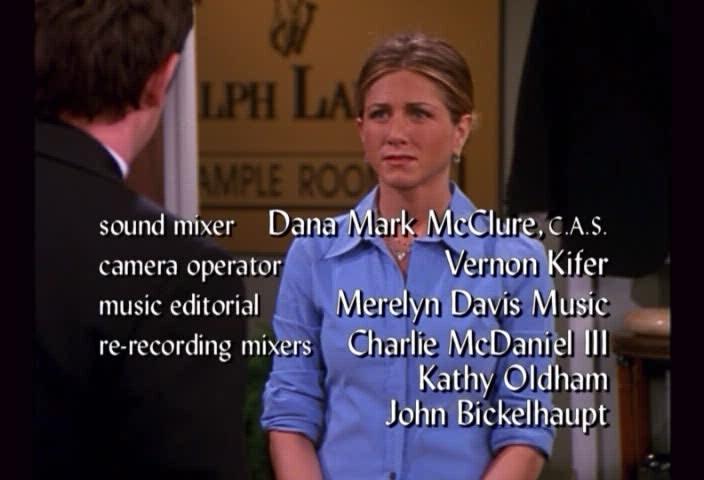 LPH LA
AMPLE ROO
sound mixer Dana Mark McClure, C.A.S.
camera operator Vernon Kifer
music editorial Merelyn Davis Music
re-recording mixers Charlie McDaniel III
Kathy Oldham
John Bickelhaupt